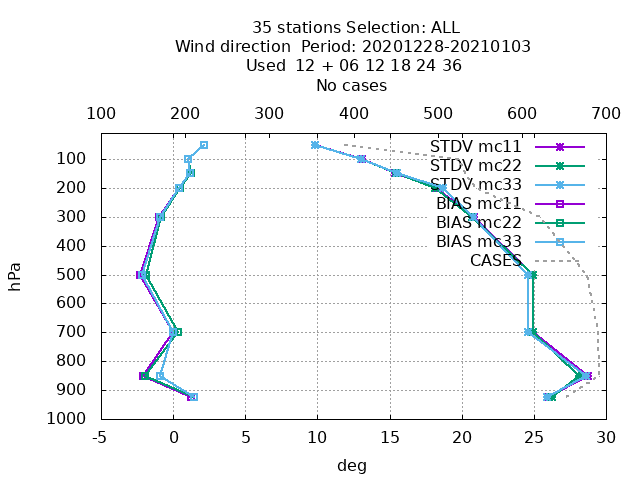 35 stations Selection: ALL
Wind direction  Period: 20201228-20210103
Used  12 + 06 12 18 24 36
No cases
100 200 300 400 500 600 700
STDV mc11
STDV mc22
STDV mc33
BIAS mc11
BIAS mc22
BIAS mc33
CASES
hPa
100
200
300
400
500
600
700
800
900
1000
-5 0 5 10 15 20 25 30
deg